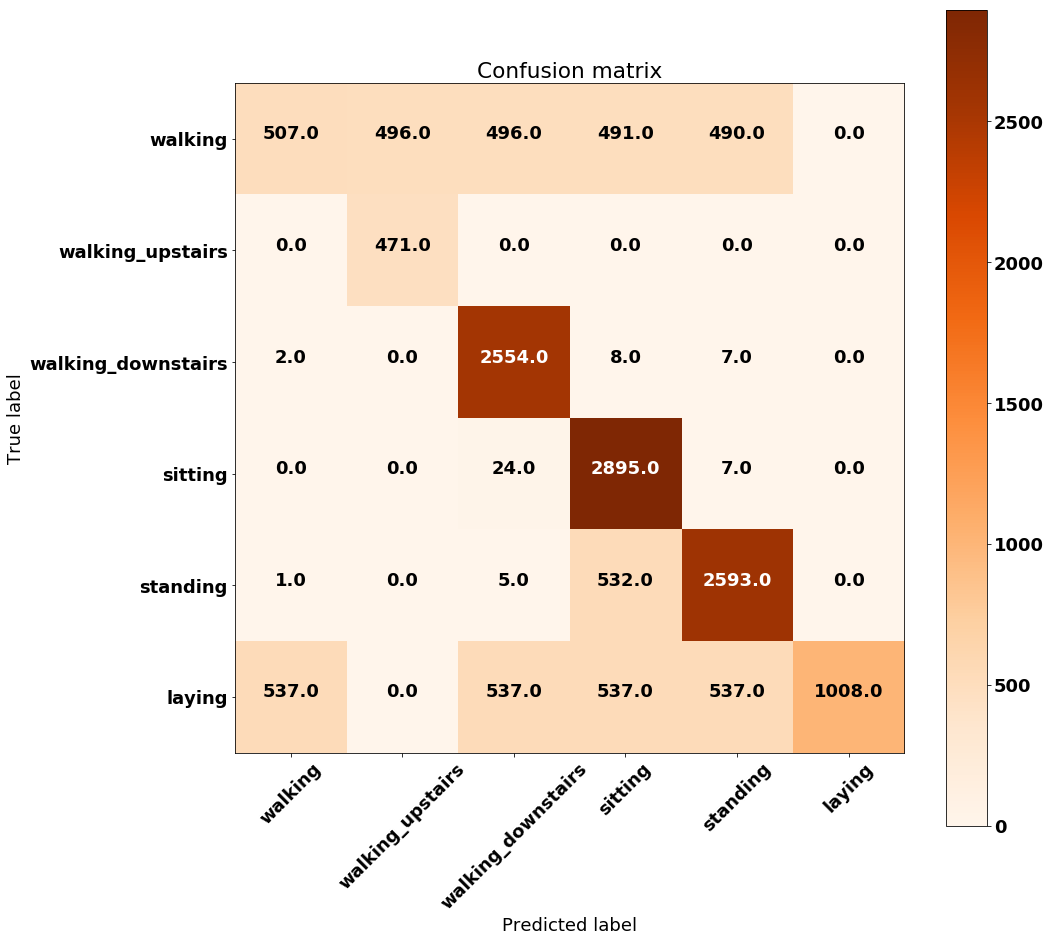 Confusion matrix
True label
walking 507.0 496.0 496.0 491.0 490.0 0.0
walking_upstairs 0.0 471.0 0.0 0.0 0.0 0.0
walking_downstairs 2.0 0.0 2554.0 8.0 7.0 0.0
sitting 0.0 0.0 24.0 2895.0 7.0 0.0
standing 1.0 0.0 5.0 532.0 2593.0 0.0
laying 537.0 0.0 537.0 537.0 537.0 1008.0
walking walking_upstairs walking_downstairs sitting standing laying
Predicted label
2500
2000
1500
1000
500
0